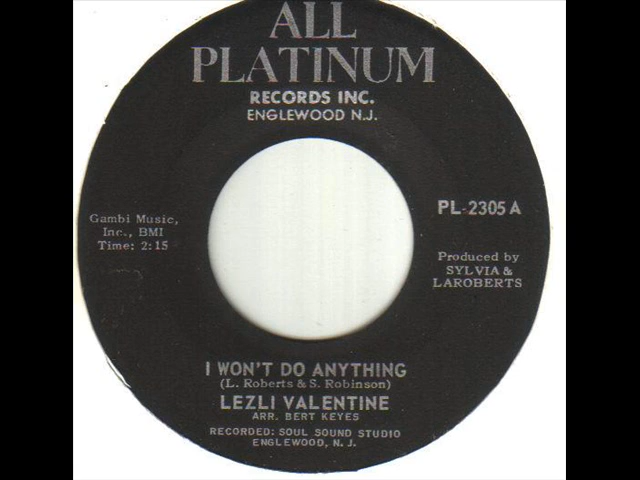 ALL
PLATINUM
RECORDS INC.
ENGLEWOOD N.J.
Gambi Music,
Inc., BMI
Time: 2:15
PL-2305 A
Produced by
SYLVIA &
LAROBERTS
I WON'T DO ANYTHING
(L. Roberts & S. Robinson)
LEZLI VALENTINE
ARR. BERT KEYES
RECORDED: SOUL SOUND STUDIO
ENGLEWOOD, N. J.